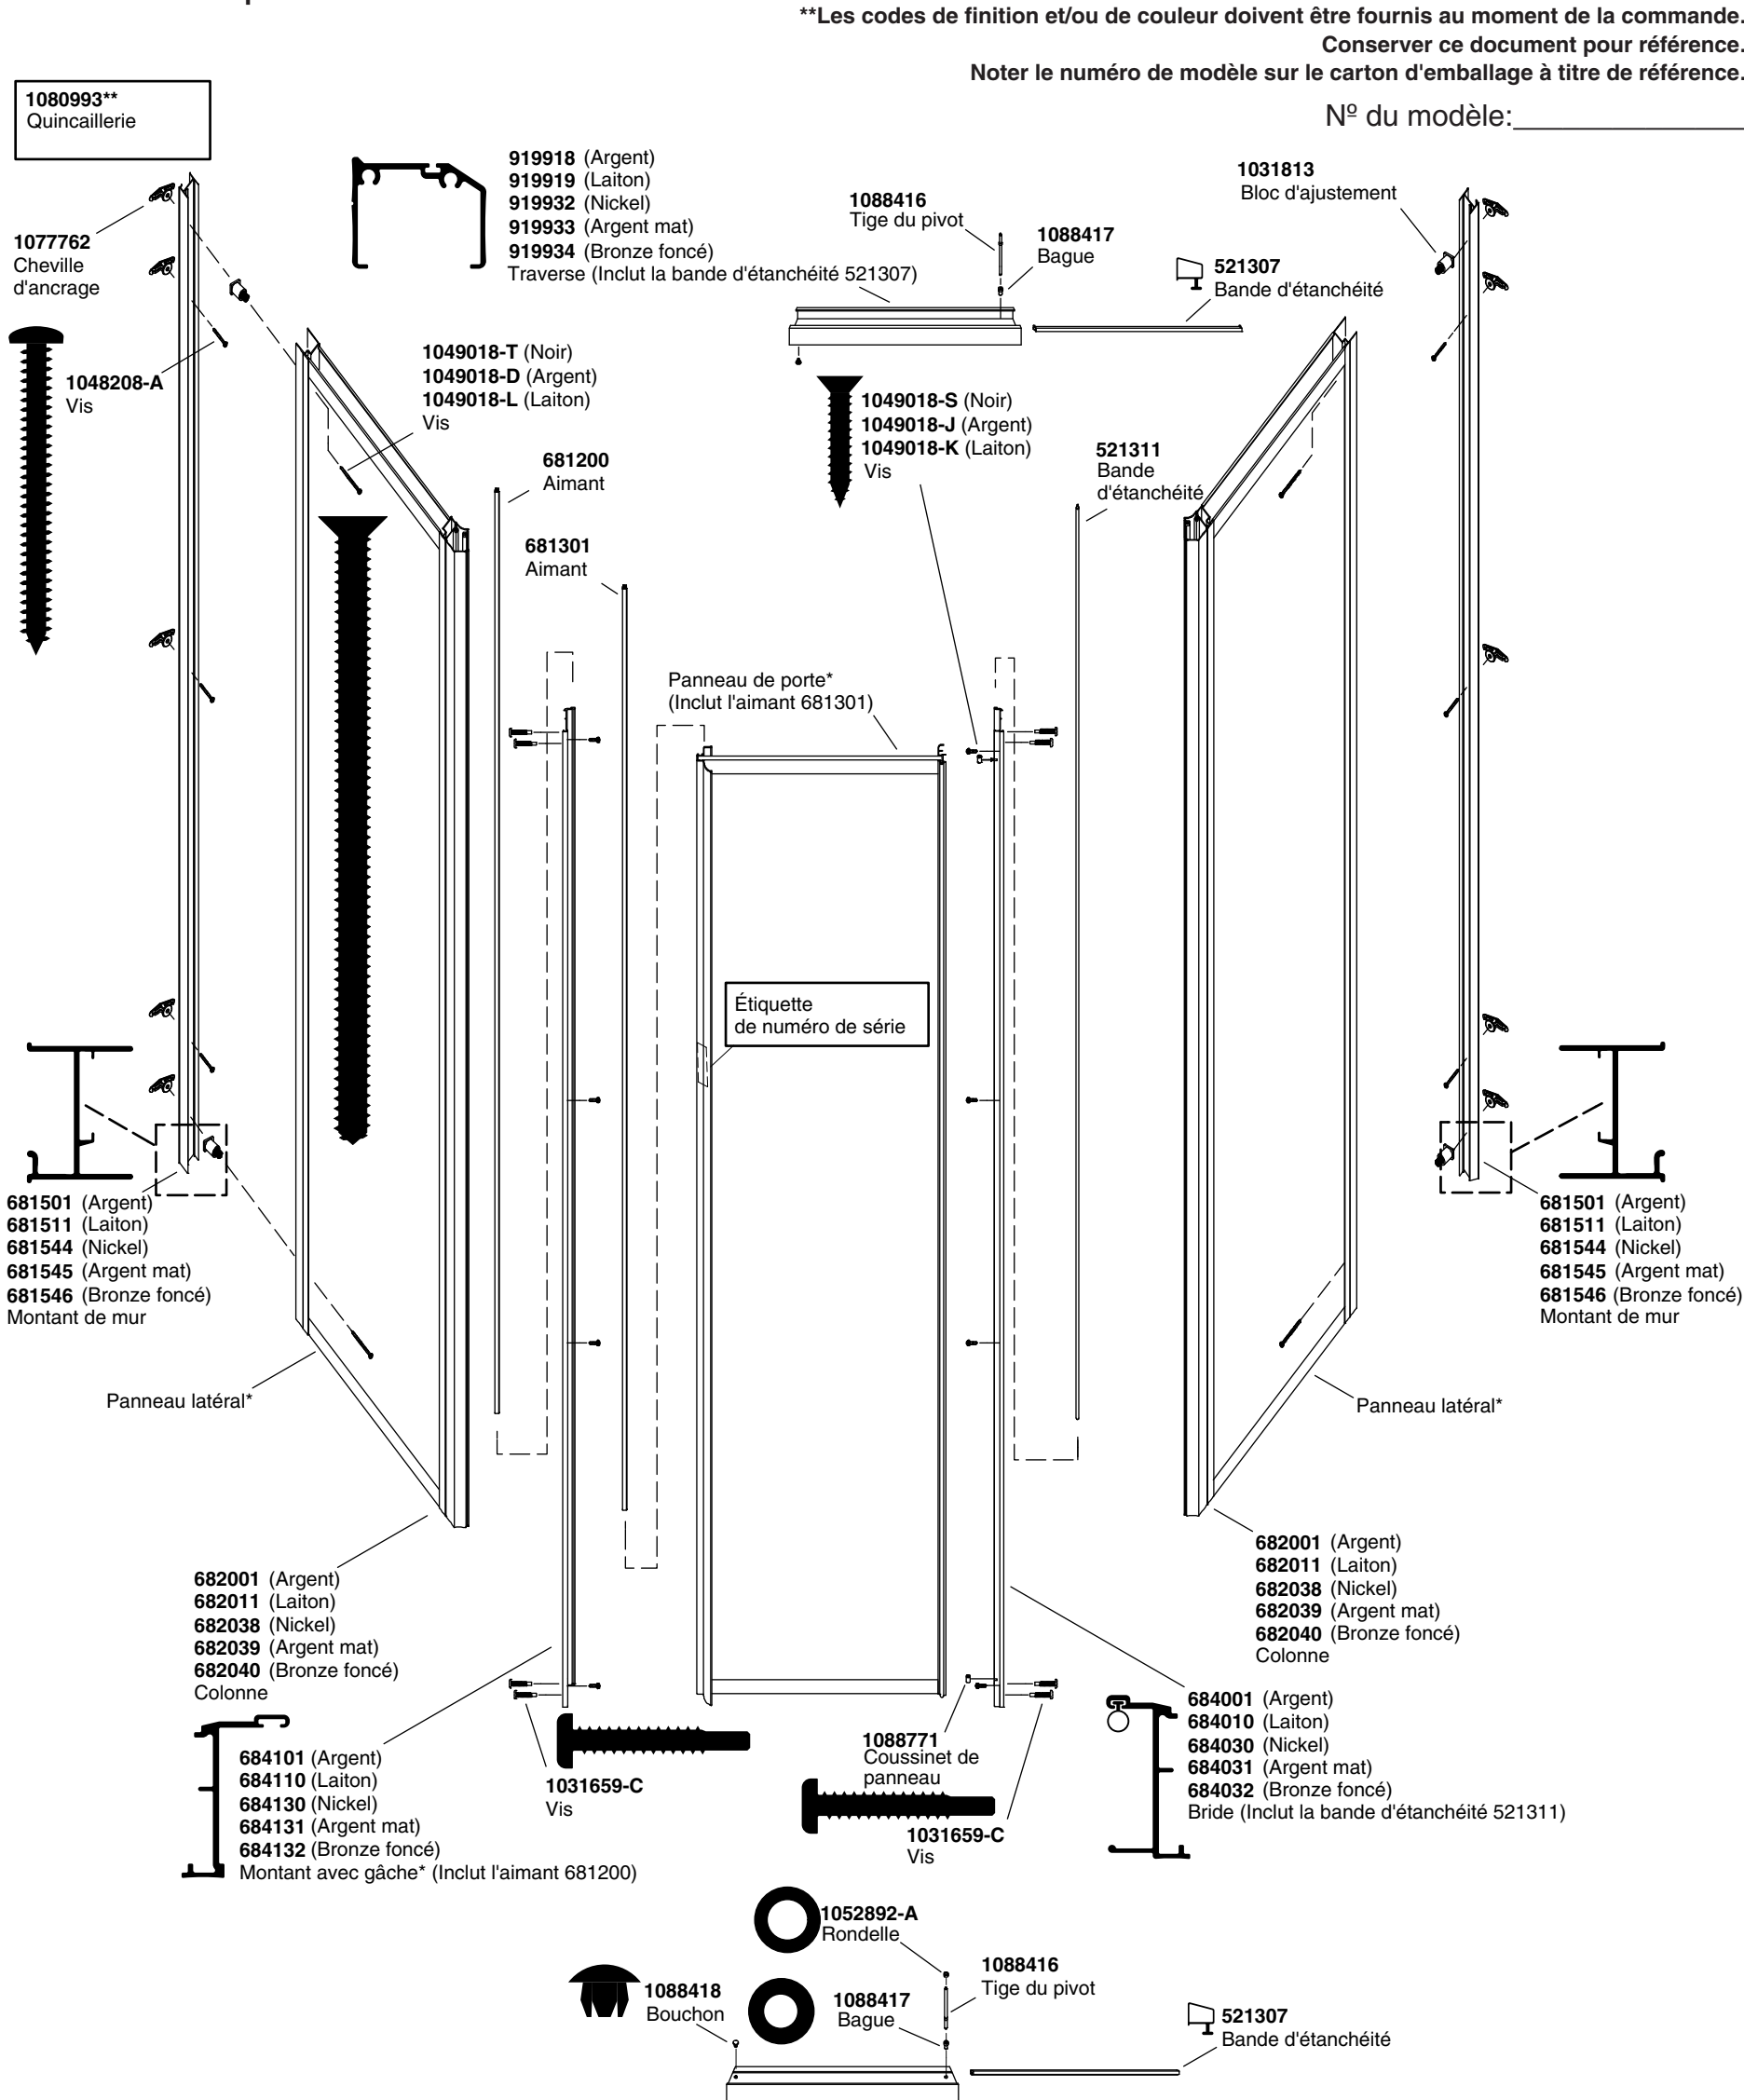 **Les codes de finition et/ou de couleur doivent être fournis au moment de la commande.
Conserver ce document pour référence.
Noter le numéro de modèle sur le carton d'emballage à titre de référence.
Nº du modèle:______________
1080993**
Quincaillerie
919918 (Argent)
919919 (Laiton)
919932 (Nickel)
919933 (Argent mat)
919934 (Bronze foncé)
Traverse (Inclut la bande d'étanchéité 521307)
1088416
Tige du pivot
1088417
Bague
1031813
Bloc d'ajustement
521307
Bande d'étanchéité
1077762
Cheville
d'ancrage
1048208-A
Vis
1049018-T (Noir)
1049018-D (Argent)
1049018-L (Laiton)
Vis
1049018-S (Noir)
1049018-J (Argent)
1049018-K (Laiton)
Vis
681200
Aimant
521311
Bande
d'étanchéité
681301
Aimant
Panneau de porte*
(Inclut l'aimant 681301)
Étiquette
de numéro de série
681501 (Argent)
681511 (Laiton)
681544 (Nickel)
681545 (Argent mat)
681546 (Bronze foncé)
Montant de mur
681501 (Argent)
681511 (Laiton)
681544 (Nickel)
681545 (Argent mat)
681546 (Bronze foncé)
Montant de mur
Panneau latéral*
Panneau latéral*
682001 (Argent)
682011 (Laiton)
682038 (Nickel)
682039 (Argent mat)
682040 (Bronze foncé)
Colonne
682001 (Argent)
682011 (Laiton)
682038 (Nickel)
682039 (Argent mat)
682040 (Bronze foncé)
Colonne
684101 (Argent)
684110 (Laiton)
684130 (Nickel)
684131 (Argent mat)
684132 (Bronze foncé)
Montant avec gâche* (Inclut l'aimant 681200)
1031659-C
Vis
1088771
Coussinet de
panneau
1031659-C
Vis
684001 (Argent)
684010 (Laiton)
684030 (Nickel)
684031 (Argent mat)
684032 (Bronze foncé)
Bride (Inclut la bande d'étanchéité 521311)
1052892-A
Rondelle
1088416
Tige du pivot
1088418
Bouchon
1088417
Bague
521307
Bande d'étanchéité